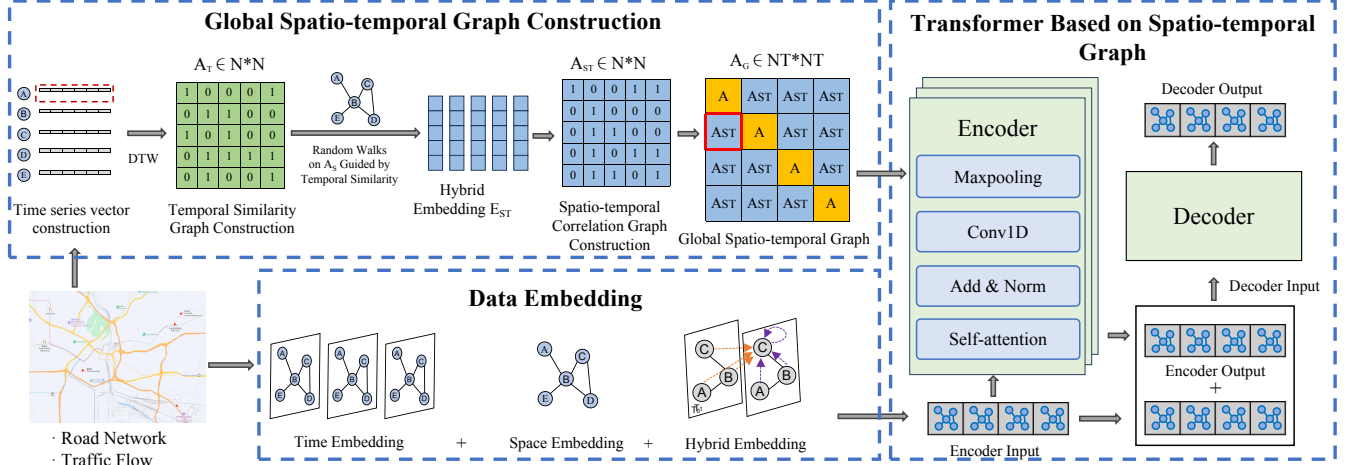 Global Spatio-temporal Graph Construction
A_T ∈ N*N
A_ST ∈ N*N
A_G ∈ NT*NT
A
B
C
D
E
DTW
1 0 0 0 1
0 1 1 0 0
1 0 1 0 0
0 1 1 1 1
0 0 1 0 1
A
C
B
E
D
Random Walks
on A_S Guided by
Temporal Similarity
1 0 0 1 1
0 1 1 0 0
0 1 1 0 0
0 0 1 0 1
0 0 1 0 1
A AST AST AST
AST A AST AST
AST AST A AST
AST AST AST A
Time series vector
construction
Temporal Similarity
Graph Construction
Hybrid
Embedding E_ST
Spatio-temporal
Correlation Graph
Construction
Global Spatio-temporal Graph
· Road Network
· Traffic Flow
Data Embedding
A
C
B
E
D
A
C
B
E
D
A
C
B
E
D
A
C
B
E
D
C
B
A
C
B
A
Time Embedding + Space Embedding + Hybrid Embedding
Transformer Based on Spatio-temporal
Graph
Encoder
Maxpooling
Conv1D
Add & Norm
Self-attention
Encoder Input
Decoder Output
Decoder
Decoder Input
Encoder Output
+